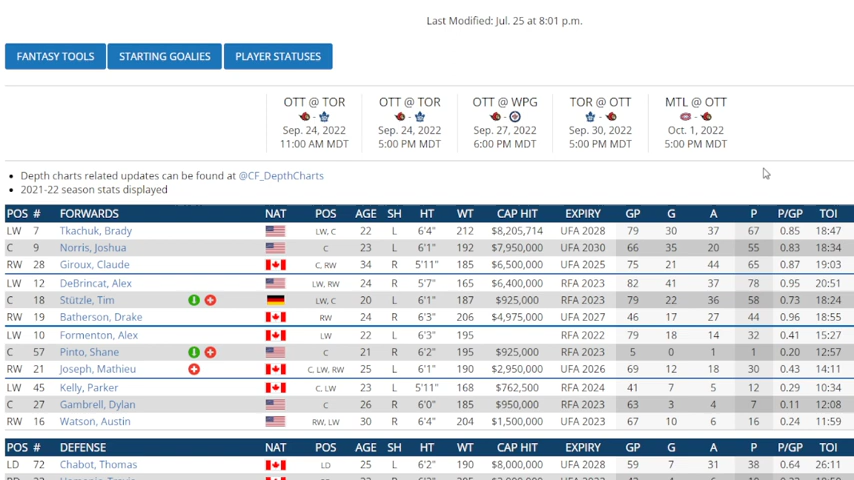 Last Modified: Jul. 25 at 8:01 p.m.
FANTASY TOOLS STARTING GOALIES PLAYER STATUSES
OTT @ TOR OTT @ TOR OTT @ WPG TOR @ OTT MTL @ OTT
Sep. 24, 2022 Sep. 24, 2022 Sep. 27, 2022 Sep. 30, 2022 Oct. 1, 2022
11:00 AM MDT 5:00 PM MDT 6:00 PM MDT 5:00 PM MDT 5:00 PM MDT
• Depth charts related updates can be found at @CF_DepthCharts
• 2021-22 season stats displayed
POS # FORWARDS NAT POS AGE SH HT WT CAP HIT EXPIRY GP G A P P/GP TOI
LW 7 Tkachuk, Brady LW, C 22 L 6'4" 212 $8,205,714 UFA 2028 79 30 37 67 0.85 18:47
C 9 Norris, Joshua C 23 L 6'1" 192 $7,950,000 UFA 2030 66 35 20 55 0.83 18:34
RW 28 Giroux, Claude C, RW 34 R 5'11" 185 $6,500,000 UFA 2025 75 21 44 65 0.87 19:03
LW 12 DeBrincat, Alex LW, RW 24 R 5'7" 165 $6,400,000 RFA 2023 82 41 37 78 0.95 20:51
C 18 Stützle, Tim LW, C 20 L 6'1" 187 $925,000 RFA 2023 79 22 36 58 0.73 18:24
RW 19 Batherson, Drake RW 24 R 6'3" 206 $4,975,000 UFA 2027 46 17 27 44 0.96 18:55
LW 10 Formenton, Alex LW 22 L 6'3" 195 RFA 2022 79 18 14 32 0.41 15:27
C 57 Pinto, Shane C 21 R 6'2" 195 $925,000 RFA 2023 5 0 1 1 0.20 12:57
RW 21 Joseph, Mathieu C, LW, RW 25 L 6'1" 190 $2,950,000 UFA 2026 69 12 18 30 0.43 14:11
LW 45 Kelly, Parker C, LW 23 L 5'11" 168 $762,500 RFA 2024 41 7 5 12 0.29 10:34
C 27 Gambrell, Dylan C 26 R 6'0" 185 $950,000 RFA 2023 63 3 4 7 0.11 12:08
RW 16 Watson, Austin RW, LW 30 R 6'4" 204 $1,500,000 UFA 2023 67 10 6 16 0.24 11:59
POS # DEFENSE NAT POS AGE SH HT WT CAP HIT EXPIRY GP G A P P/GP TOI
LD 72 Chabot, Thomas LD 25 L 6'2" 190 $8,000,000 UFA 2028 59 7 31 38 0.64 26:11